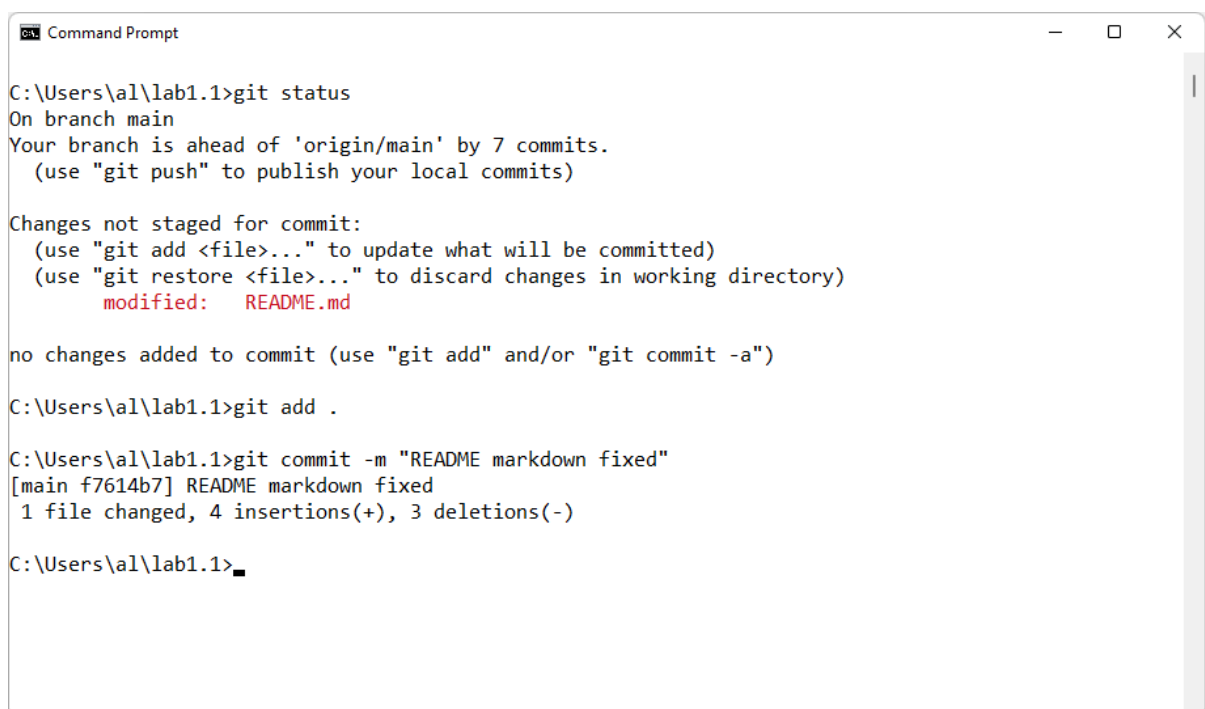 Command Prompt
C:\Users\al\lab1.1>git status
On branch main
Your branch is ahead of 'origin/main' by 7 commits.
  (use "git push" to publish your local commits)
Changes not staged for commit:
  (use "git add <file>..." to update what will be committed)
  (use "git restore <file>..." to discard changes in working directory)
        modified:   README.md
no changes added to commit (use "git add" and/or "git commit -a")
C:\Users\al\lab1.1>git add .
C:\Users\al\lab1.1>git commit -m "README markdown fixed"
[main f7614b7] README markdown fixed
 1 file changed, 4 insertions(+), 3 deletions(-)
C:\Users\al\lab1.1>